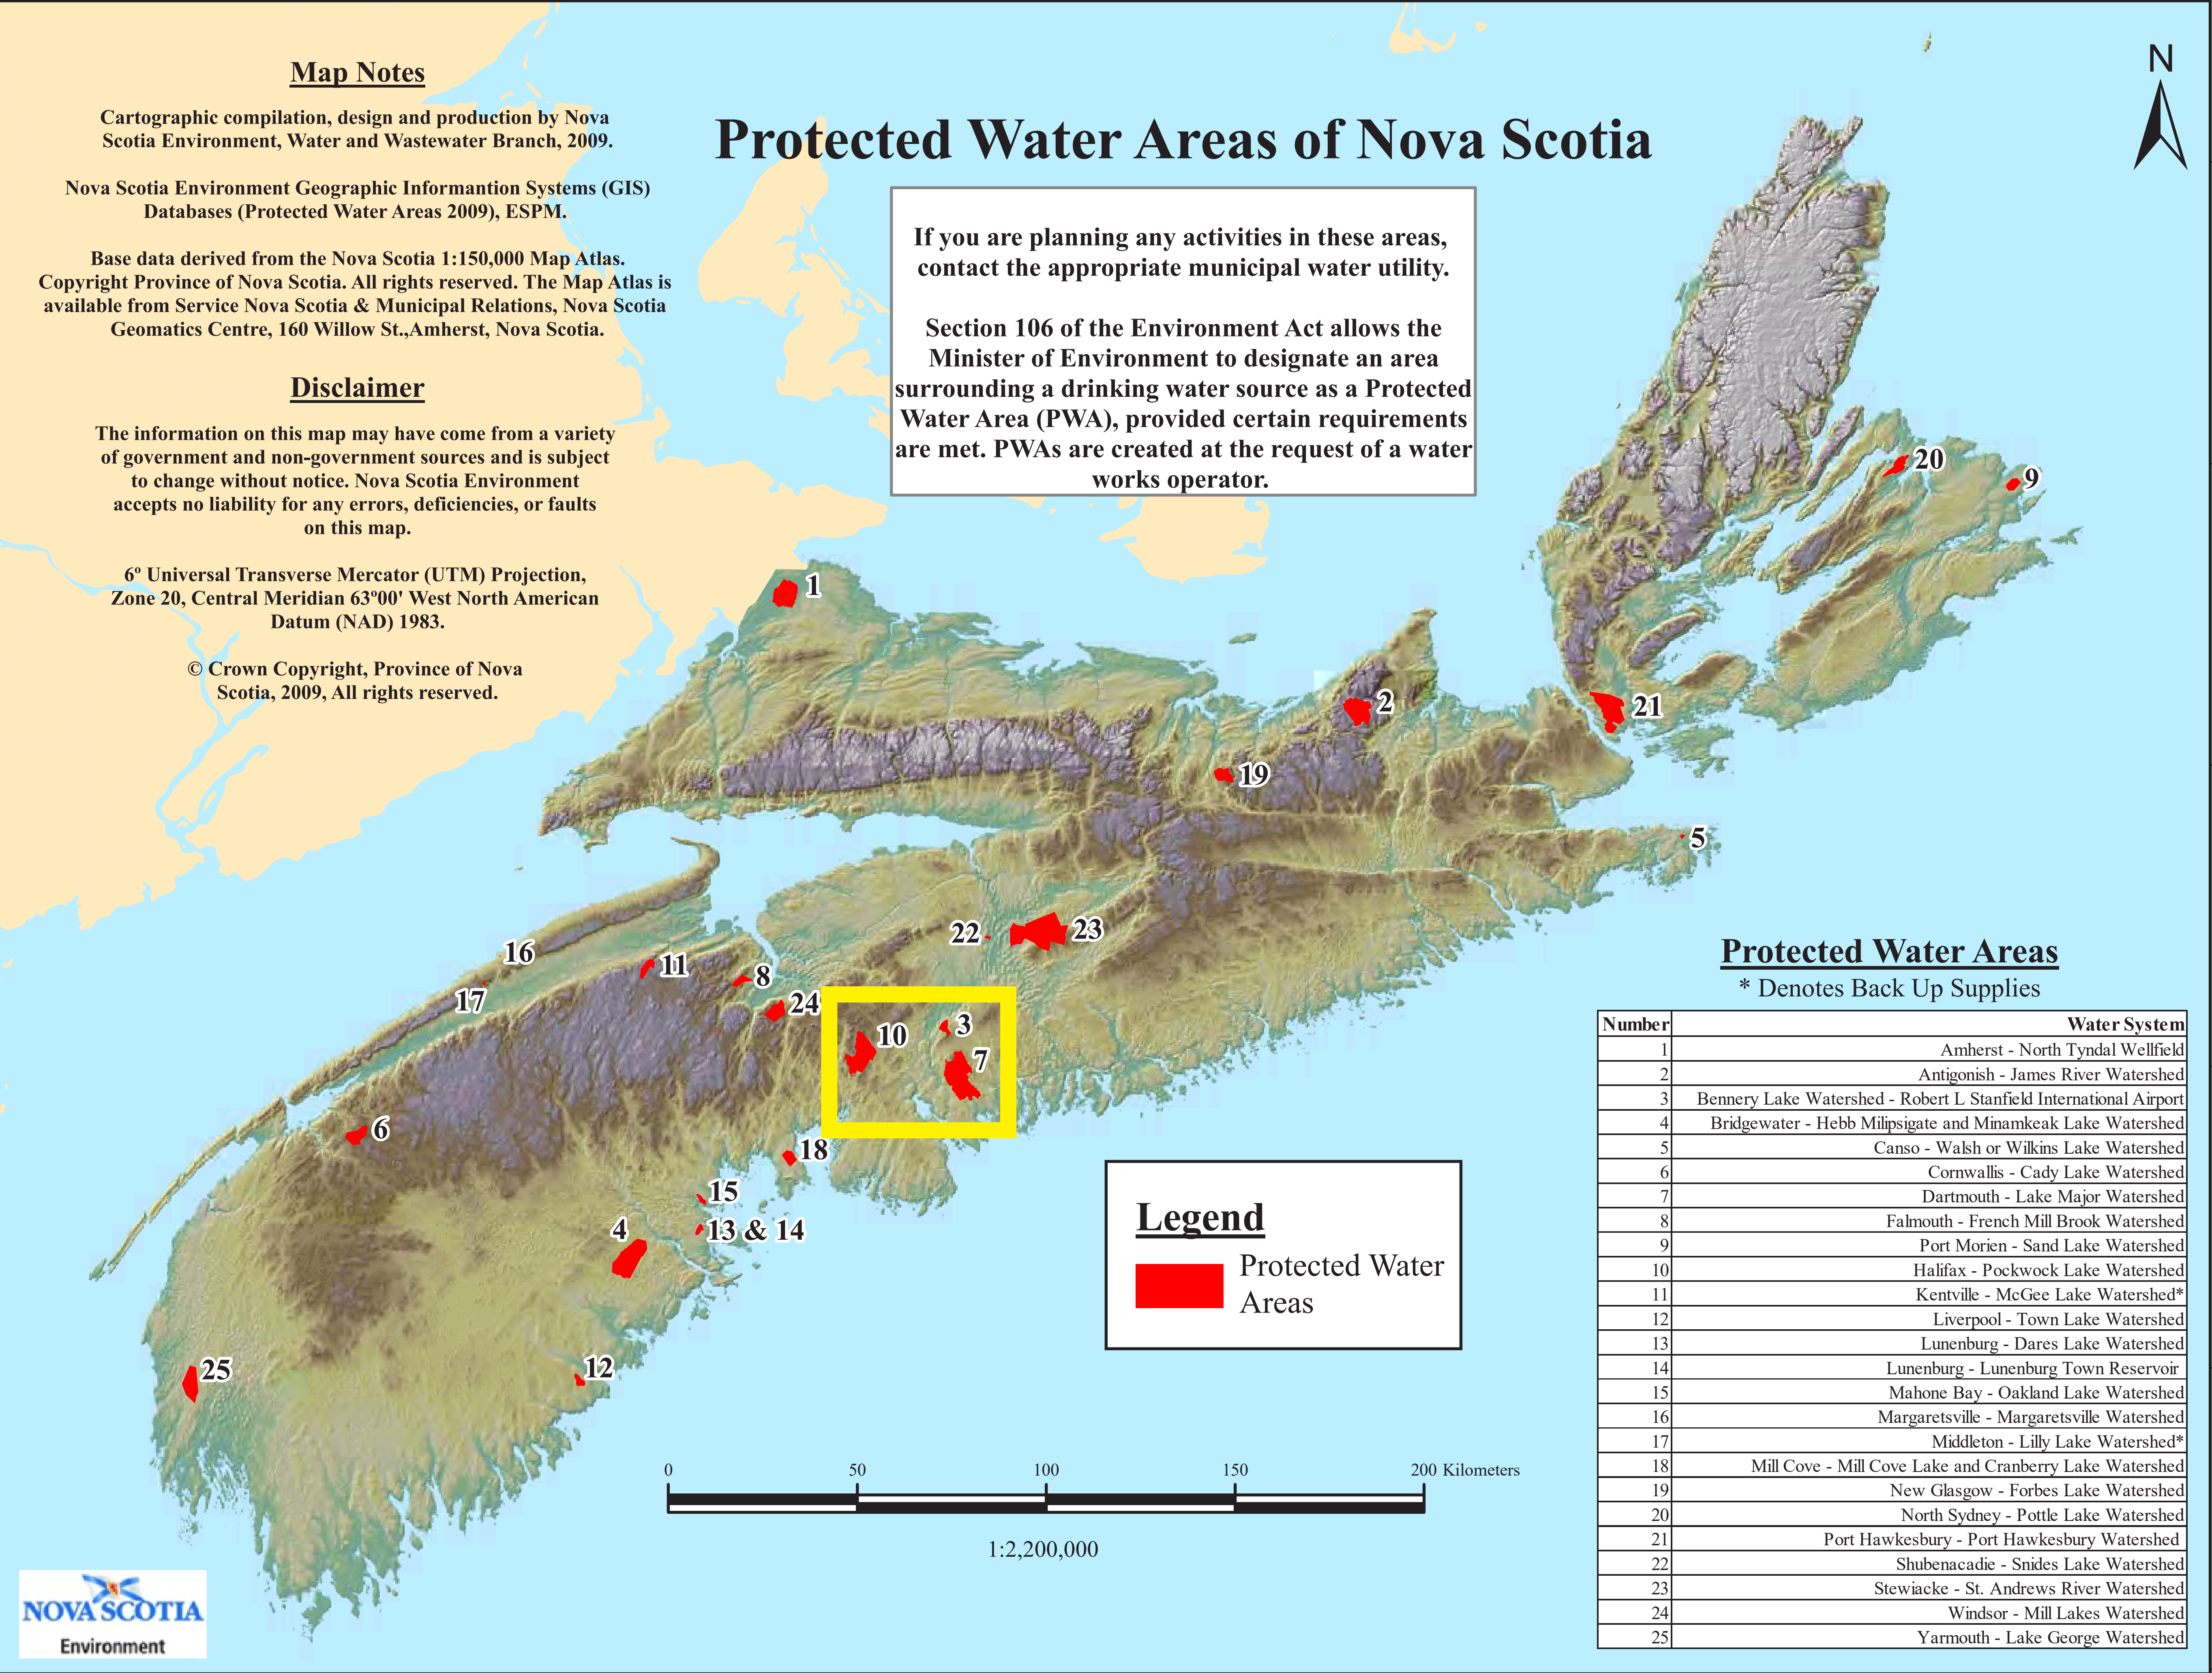 Map Notes
Cartographic compilation, design and production by Nova
Scotia Environment, Water and Wastewater Branch, 2009.
Nova Scotia Environment Geographic Informantion Systems (GIS)
Databases (Protected Water Areas 2009), ESPM.
Base data derived from the Nova Scotia 1:150,000 Map Atlas.
Copyright Province of Nova Scotia. All rights reserved. The Map Atlas is
available from Service Nova Scotia & Municipal Relations, Nova Scotia
Geomatics Centre, 160 Willow St.,Amherst, Nova Scotia.
Disclaimer
The information on this map may have come from a variety
of government and non-government sources and is subject
to change without notice. Nova Scotia Environment
accepts no liability for any errors, deficiencies, or faults
on this map.
6º Universal Transverse Mercator (UTM) Projection,
Zone 20, Central Meridian 63º00' West North American
Datum (NAD) 1983.
© Crown Copyright, Province of Nova
Scotia, 2009, All rights reserved.
Protected Water Areas of Nova Scotia
If you are planning any activities in these areas,
contact the appropriate municipal water utility.
Section 106 of the Environment Act allows the
Minister of Environment to designate an area
surrounding a drinking water source as a Protected
Water Area (PWA), provided certain requirements
are met. PWAs are created at the request of a water
works operator.
N
20
9
1
2
21
19
5
22
23
16
11
8
17
24
10
3
7
6
18
15
13 & 14
4
25
12
Legend
Protected Water
Areas
0 50 100 150 200 Kilometers
1:2,200,000
NOVA SCOTIA
Environment
Protected Water Areas
* Denotes Back Up Supplies
Number Water System
1 Amherst - North Tyndal Wellfield
2 Antigonish - James River Watershed
3 Bennery Lake Watershed - Robert L Stanfield International Airport
4 Bridgewater - Hebb Milipsigate and Minamkeak Lake Watershed
5 Canso - Walsh or Wilkins Lake Watershed
6 Cornwallis - Cady Lake Watershed
7 Dartmouth - Lake Major Watershed
8 Falmouth - French Mill Brook Watershed
9 Port Morien - Sand Lake Watershed
10 Halifax - Pockwock Lake Watershed
11 Kentville - McGee Lake Watershed*
12 Liverpool - Town Lake Watershed
13 Lunenburg - Dares Lake Watershed
14 Lunenburg - Lunenburg Town Reservoir
15 Mahone Bay - Oakland Lake Watershed
16 Margaretsville - Margaretsville Watershed
17 Middleton - Lilly Lake Watershed*
18 Mill Cove - Mill Cove Lake and Cranberry Lake Watershed
19 New Glasgow - Forbes Lake Watershed
20 North Sydney - Pottle Lake Watershed
21 Port Hawkesbury - Port Hawkesbury Watershed
22 Shubenacadie - Snides Lake Watershed
23 Stewiacke - St. Andrews River Watershed
24 Windsor - Mill Lakes Watershed
25 Yarmouth - Lake George Watershed